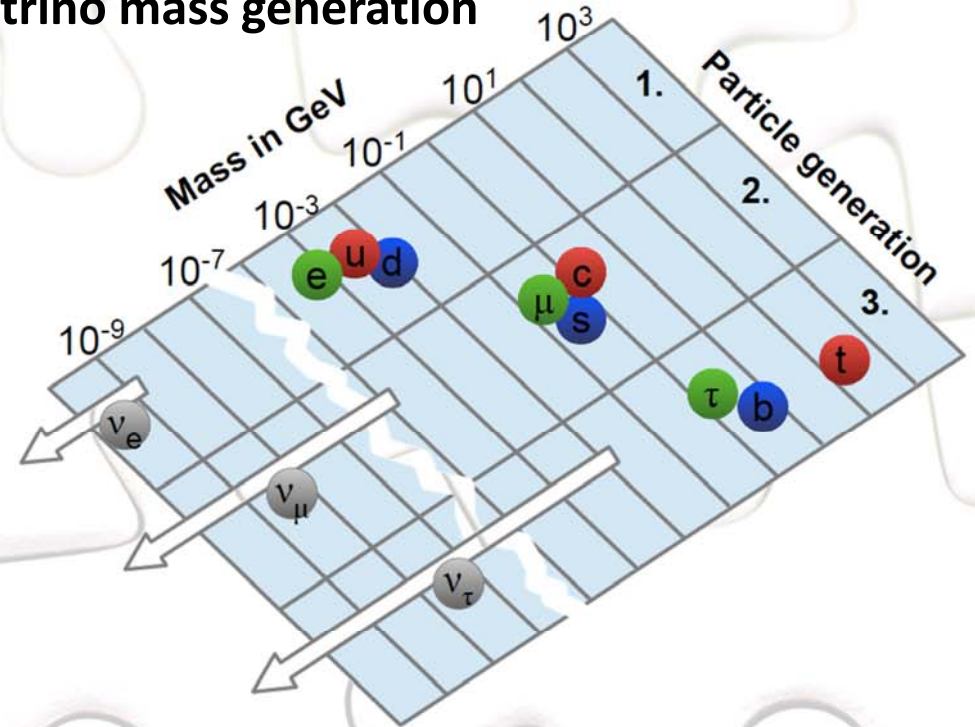 trino mass generation
Mass in GeV
10³
10¹
10⁻¹
10⁻³
10⁻⁷
10⁻⁹
Particle generation
1.
2.
3.
e
u
d
c
μ
s
t
τ
b
νe
νμ
ντ